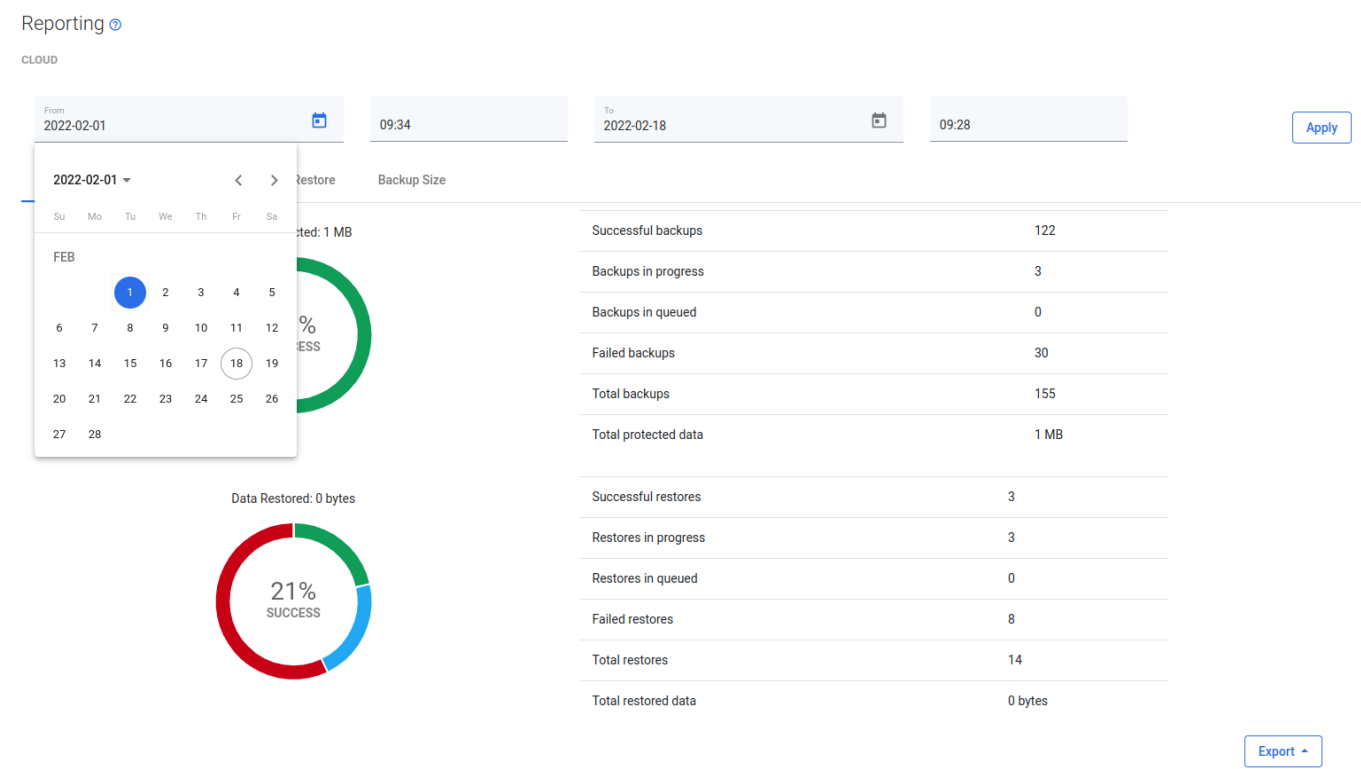 Reporting
CLOUD
From
2022-02-01
09:34
To
2022-02-18
09:28
Apply
2022-02-01
Restore
Backup Size
Su Mo Tu We Th Fr Sa
FEB
1 2 3 4 5
6 7 8 9 10 11 12
13 14 15 16 17 18 19
20 21 22 23 24 25 26
27 28
: 1 MB
%
Successful backups 122
Backups in progress 3
Backups in queued 0
Failed backups 30
Total backups 155
Total protected data 1 MB
Data Restored: 0 bytes
21%
SUCCESS
Successful restores 3
Restores in progress 3
Restores in queued 0
Failed restores 8
Total restores 14
Total restored data 0 bytes
Export